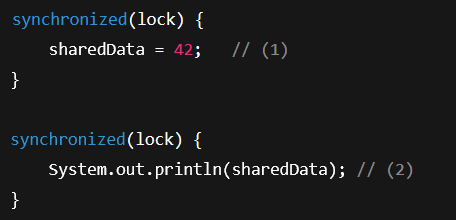 synchronized(lock) {
    sharedData = 42;   // (1)
}

synchronized(lock) {
    System.out.println(sharedData); // (2)
}